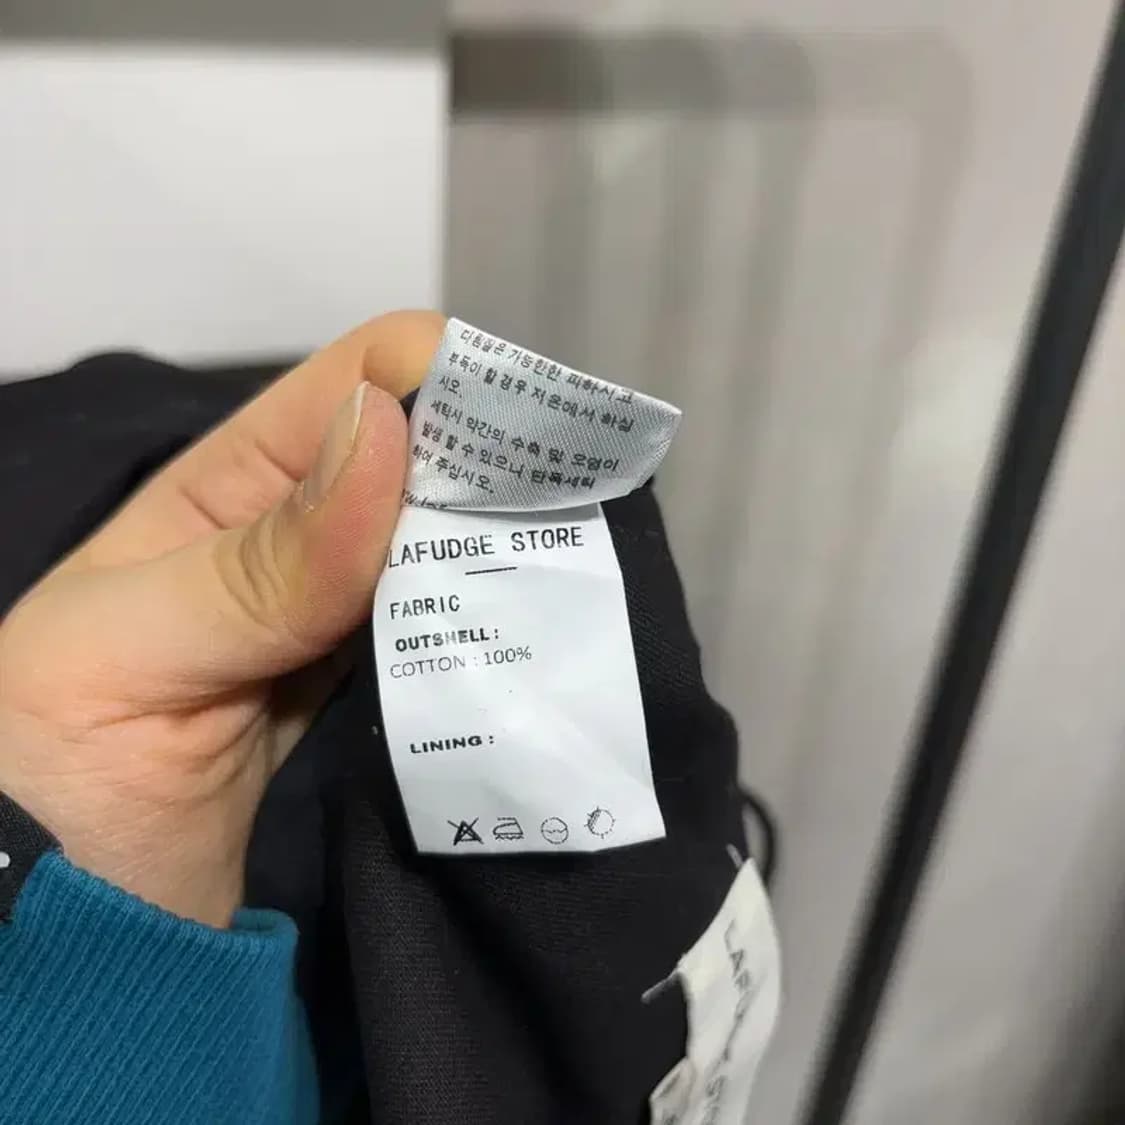 다림질은 가능한한 피하시고
부득이 할 경우 저온에서 하십
시오.
세탁시 약간의 수축 및 오염이
발생 할 수 있으니 단독세탁
하여 주십시오.
LAFUDGE STORE
FABRIC
OUTSHELL:
COTTON : 100%
LINING :